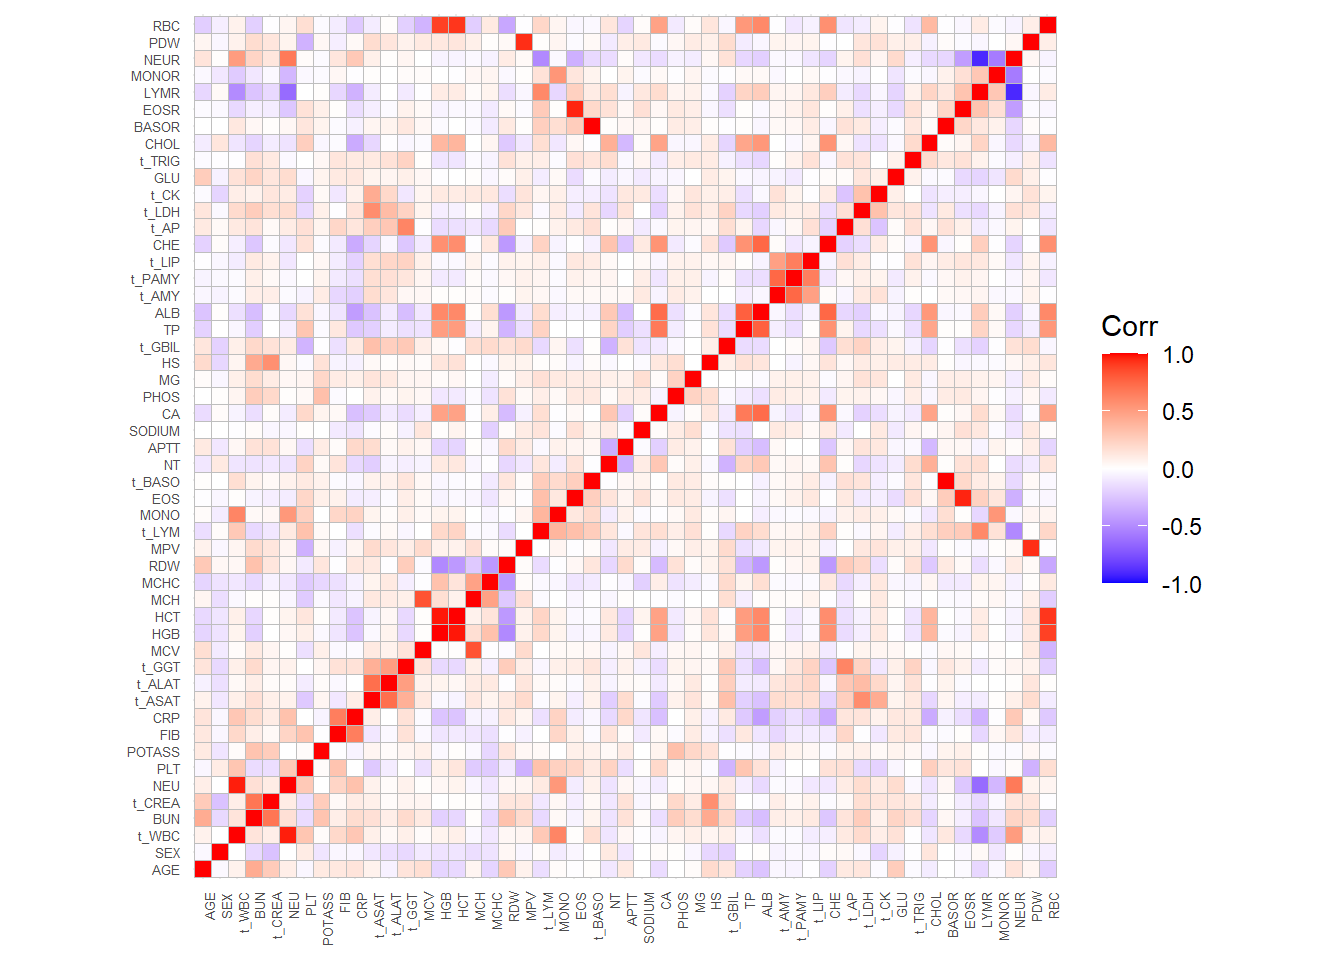 RBC
PDW
NEUR
MONOR
LYMR
EOSR
BASOR
CHOL
t_TRIG
GLU
t_CK
t_LDH
t_AP
CHE
t_LIP
t_PAMY
t_AMY
ALB
TP
t_GBIL
HS
MG
PHOS
CA
SODIUM
APTT
NT
t_BASO
EOS
MONO
t_LYM
MPV
RDW
MCHC
MCH
HCT
HGB
MCV
t_GGT
t_ALAT
t_ASAT
CRP
FIB
POTASS
PLT
NEU
t_CREA
BUN
t_WBC
SEX
AGE
AGE
SEX
t_WBC
BUN
t_CREA
NEU
PLT
POTASS
FIB
CRP
t_ASAT
t_ALAT
t_GGT
MCV
HGB
HCT
MCH
MCHC
RDW
MPV
t_LYM
MONO
EOS
t_BASO
NT
APTT
SODIUM
CA
PHOS
MG
HS
t_GBIL
TP
ALB
t_AMY
t_PAMY
t_LIP
CHE
t_AP
t_LDH
t_CK
GLU
t_TRIG
CHOL
BASOR
EOSR
LYMR
MONOR
NEUR
PDW
RBC
Corr
1.0
0.5
0.0
-0.5
-1.0